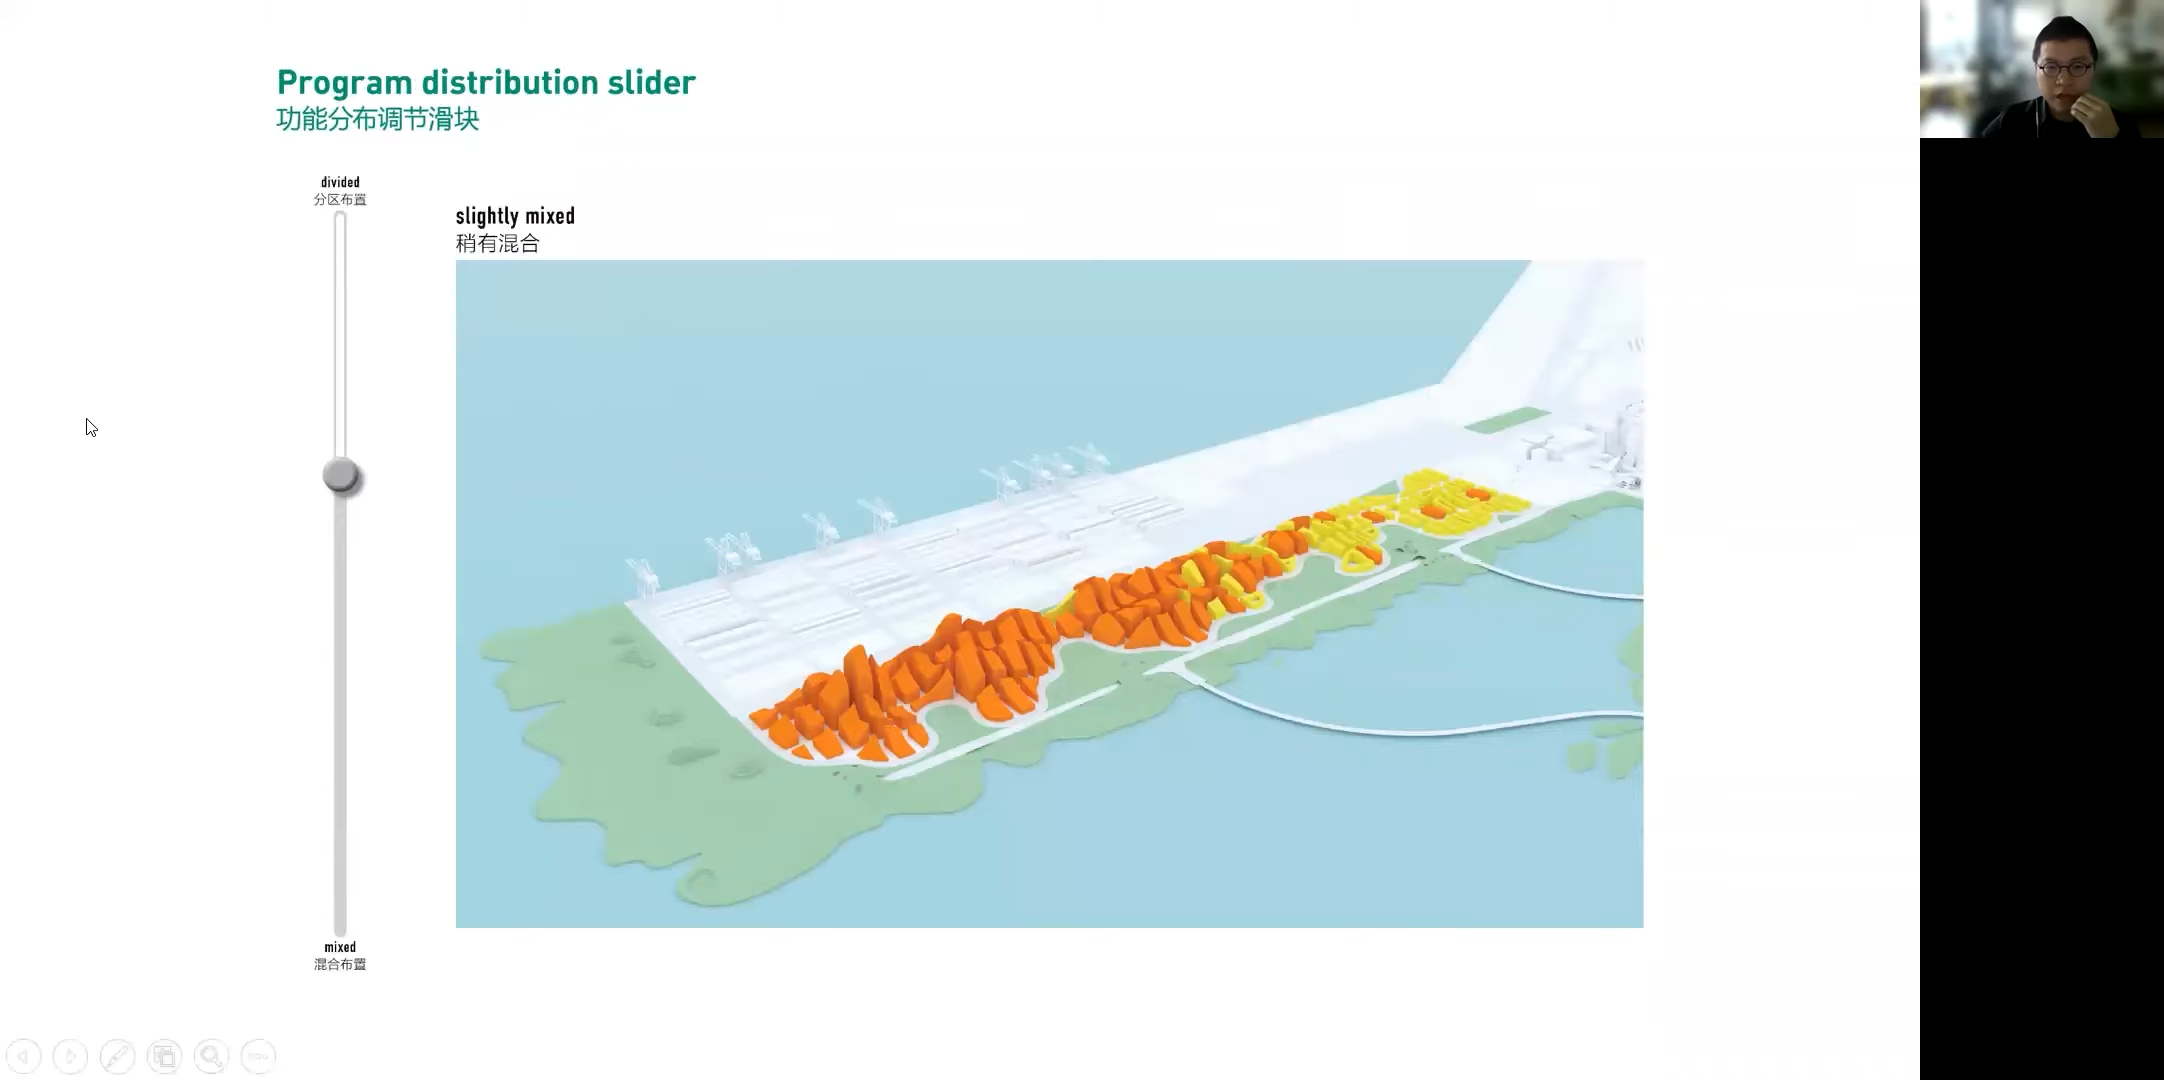 Program distribution slider
功能分布调节滑块
divided
分区布置
slightly mixed
稍有混合
mixed
混合布置